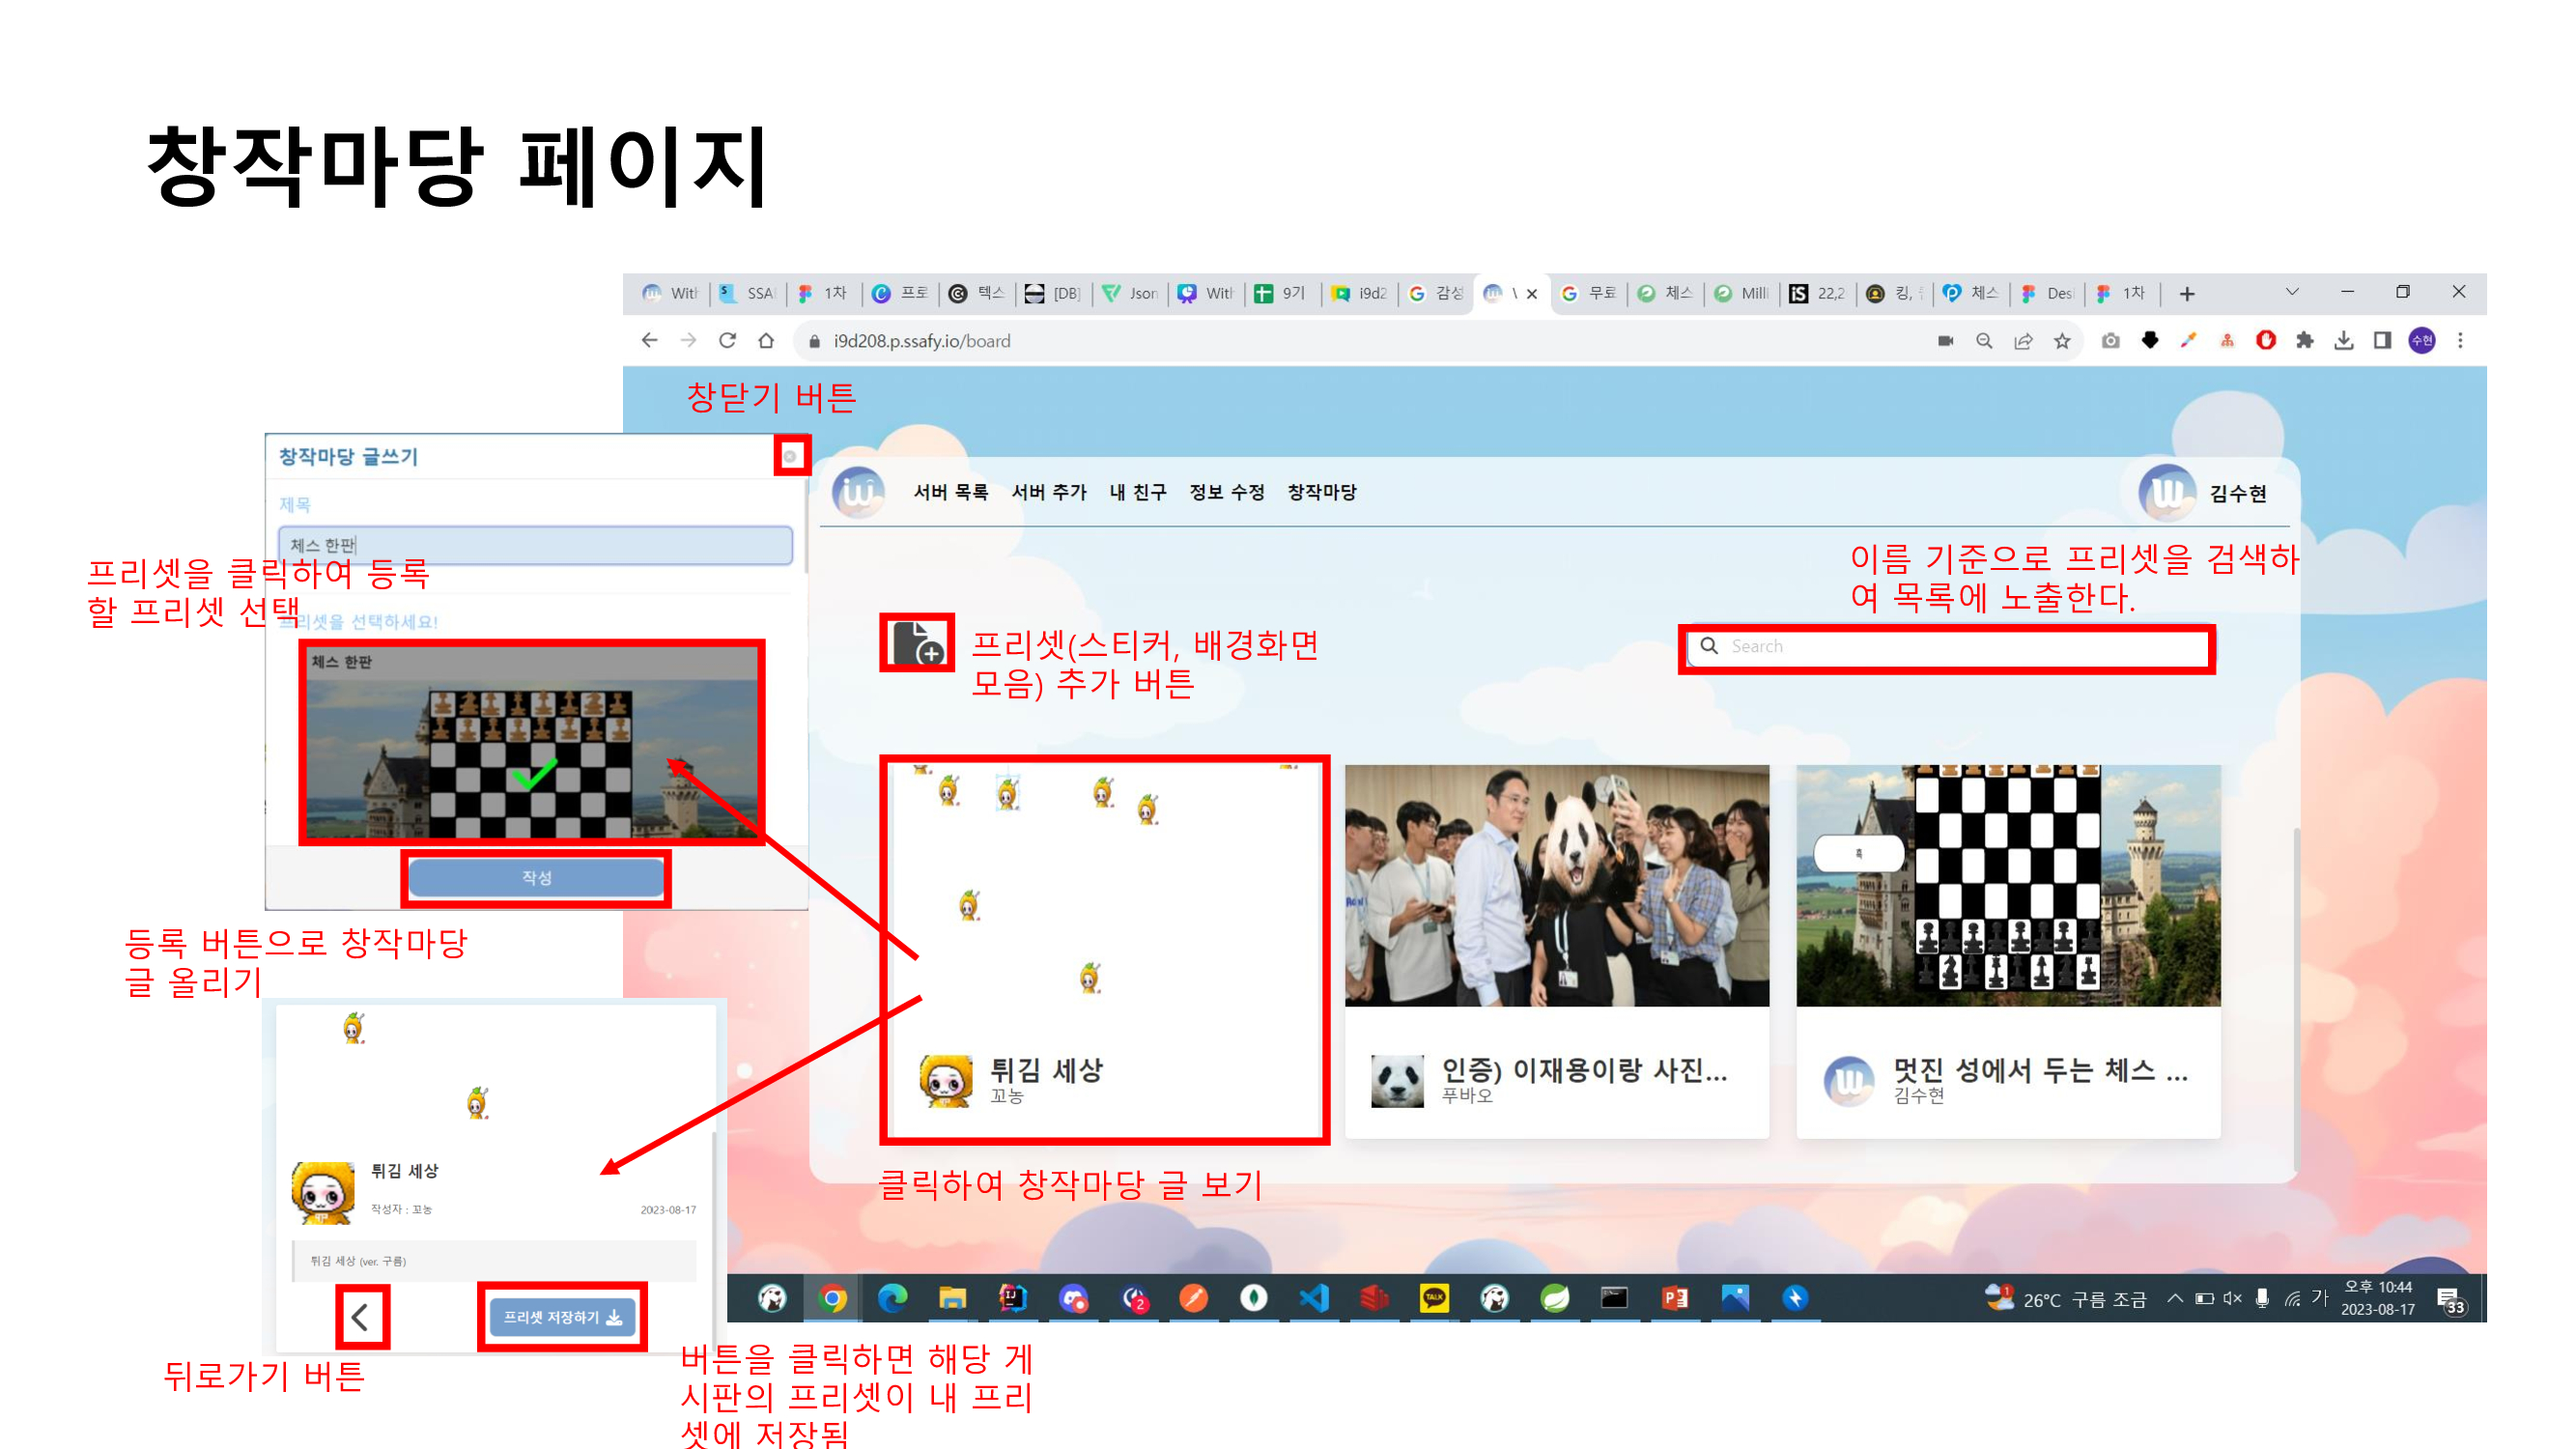 창작마당 페이지
With
SSA
1차
프로
텍스
[DB]
Json
With
9기
i9d2
감성
\
무료
체스
Milli
22,2
킹,
체스
Des
1차
i9d208.p.ssafy.io/board
수현
창닫기 버튼
창작마당 글쓰기
제목
체스 한판
프리셋을 클릭하여 등록
할 프리셋 선택
프리셋을 선택하세요!
체스 한판
작성
등록 버튼으로 창작마당
글 올리기
서버 목록 서버 추가 내 친구 정보 수정 창작마당
김수현
이름 기준으로 프리셋을 검색하
여 목록에 노출한다.
Search
프리셋(스티커, 배경화면
모음) 추가 버튼
튀김 세상
꼬농
인증) 이재용이랑 사진...
푸바오
흑
멋진 성에서 두는 체스 ...
김수현
클릭하여 창작마당 글 보기
튀김 세상
작성자 : 꼬농
2023-08-17
튀김 세상 (ver. 구름)
프리셋 저장하기
뒤로가기 버튼
버튼을 클릭하면 해당 게
시판의 프리셋이 내 프리
셋에 저장됨
2
TALK
1
26°C 구름 조금
가
오후 10:44
2023-08-17
33